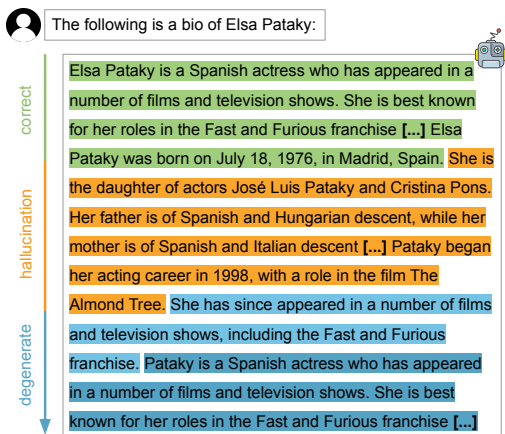 The following is a bio of Elsa Pataky:
correct
hallucination
degenerate
Elsa Pataky is a Spanish actress who has appeared in a
number of films and television shows. She is best known
for her roles in the Fast and Furious franchise [...] Elsa
Pataky was born on July 18, 1976, in Madrid, Spain. She is
the daughter of actors José Luis Pataky and Cristina Pons.
Her father is of Spanish and Hungarian descent, while her
mother is of Spanish and Italian descent [...] Pataky began
her acting career in 1998, with a role in the film The
Almond Tree. She has since appeared in a number of films
and television shows, including the Fast and Furious
franchise. Pataky is a Spanish actress who has appeared
in a number of films and television shows. She is best
known for her roles in the Fast and Furious franchise [...]